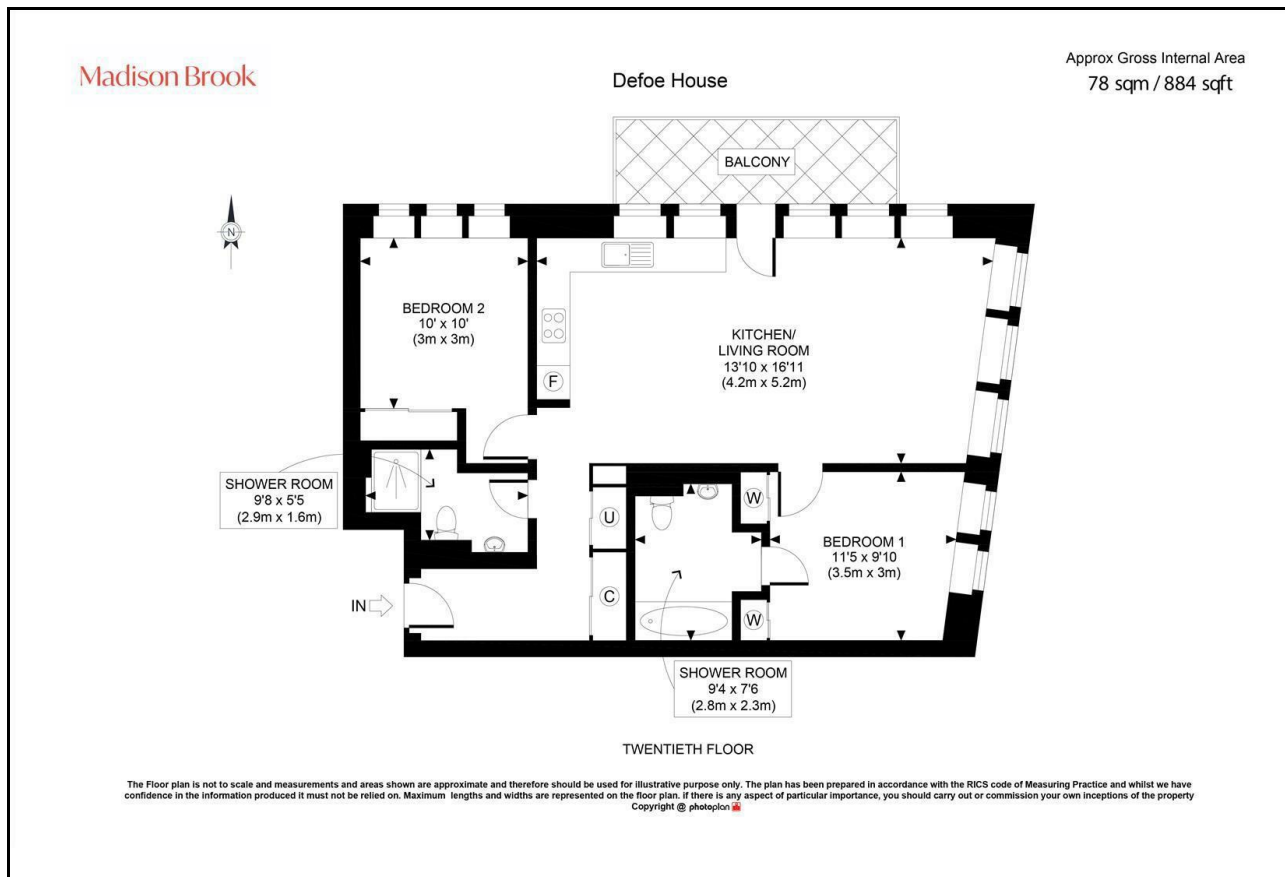 Madison Brook
Defoe House
Approx Gross Internal Area
78 sqm / 884 sqft
BALCONY
N
BEDROOM 2
10' x 10'
(3m x 3m)
KITCHEN/
LIVING ROOM
13'10 x 16'11
(4.2m x 5.2m)
F
SHOWER ROOM
9'8 x 5'5
(2.9m x 1.6m)
U
W
BEDROOM 1
11'5 x 9'10
(3.5m x 3m)
IN
C
W
SHOWER ROOM
9'4 x 7'6
(2.8m x 2.3m)
TWENTIETH FLOOR
The Floor plan is not to scale and measurements and areas shown are approximate and therefore should be used for illustrative purpose only. The plan has been prepared in accordance with the RICS code of Measuring Practice and whilst we have
confidence in the information produced it must not be relied on. Maximum lengths and widths are represented on the floor plan. if there is any aspect of particular importance, you should carry out or commission your own inceptions of the property
Copyright @ photoplan